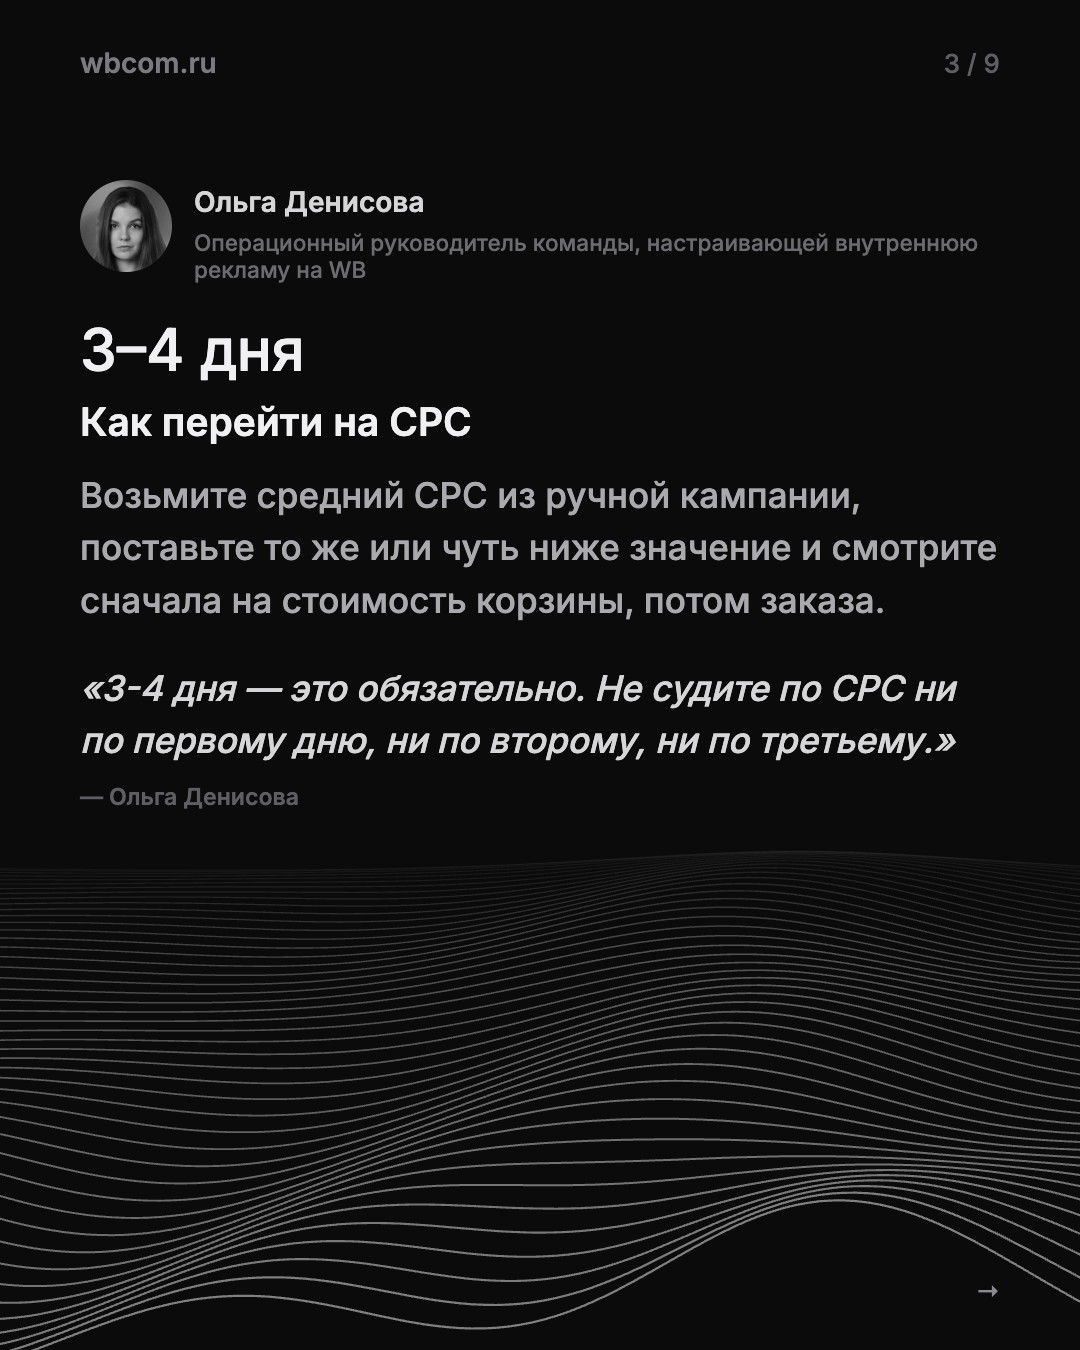 wbcom.ru
3 / 9
Ольга Денисова
Операционный руководитель команды, настраивающей внутреннюю
рекламу на WB
3–4 дня
Как перейти на CPC
Возьмите средний CPC из ручной кампании,
поставьте то же или чуть ниже значение и смотрите
сначала на стоимость корзины, потом заказа.
«3-4 дня — это обязательно. Не судите по CPC ни
по первому дню, ни по второму, ни по третьему.»
— Ольга Денисова
→